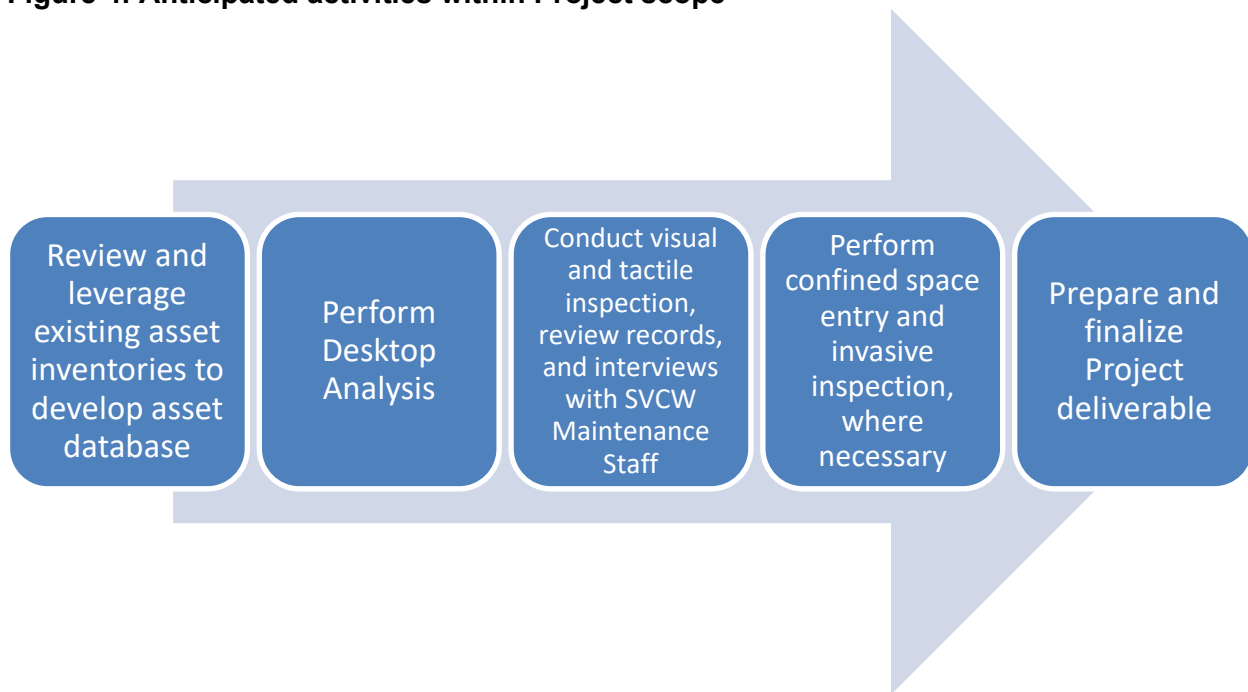 Figure 4. Anticipated activities within Project scope
Review and
leverage
existing asset
inventories to
develop asset
database
Perform
Desktop
Analysis
Conduct visual
and tactile
inspection,
review records,
and interviews
with SVCW
Maintenance
Staff
Perform
confined space
entry and
invasive
inspection,
where
necessary
Prepare and
finalize
Project
deliverable